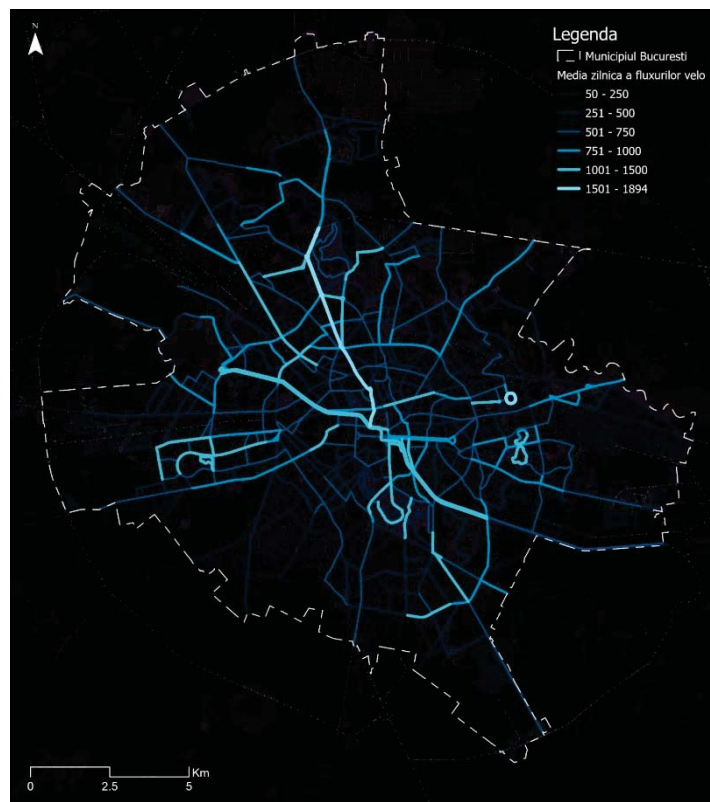 N
Legenda
Municipiul Bucuresti
Media zilnica a fluxurilor velo
50 - 250
251 - 500
501 - 750
751 - 1000
1001 - 1500
1501 - 1894
Km
0 2.5 5